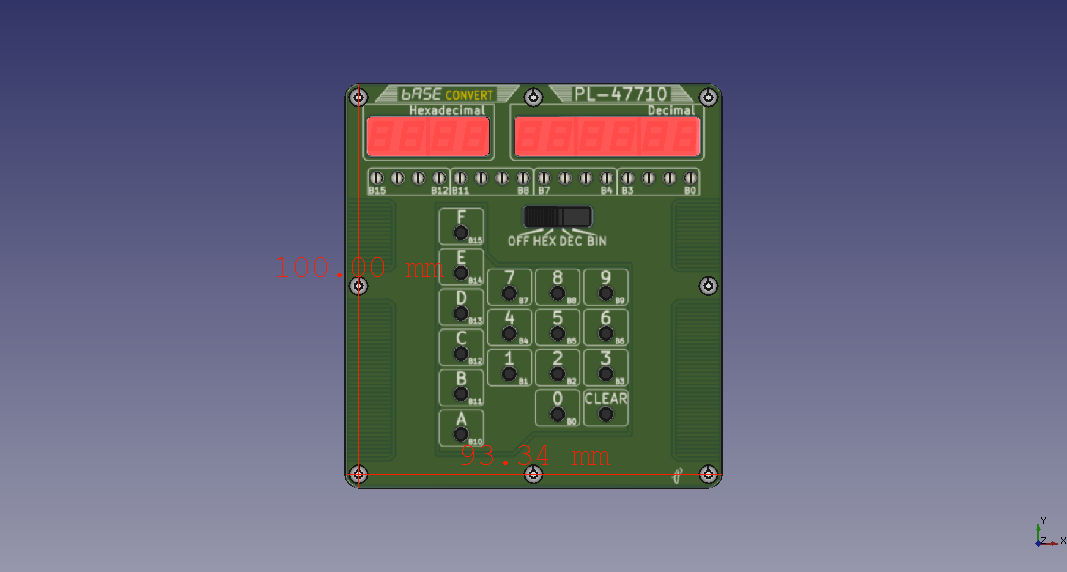 bASE CONVERT PL-47710
Hexadecimal Decimal
B15 B12 B11 B8 B7 B4 B3 B0
OFF HEX DEC BIN
F B15
E B14
D B13
C B12
B B11
A B10
7 B7 8 B8 9 B9
4 B4 5 B5 6 B6
1 B1 2 B2 3 B3
0 B0 CLEAR
100.00 mm
93.34 mm
Y
Z X